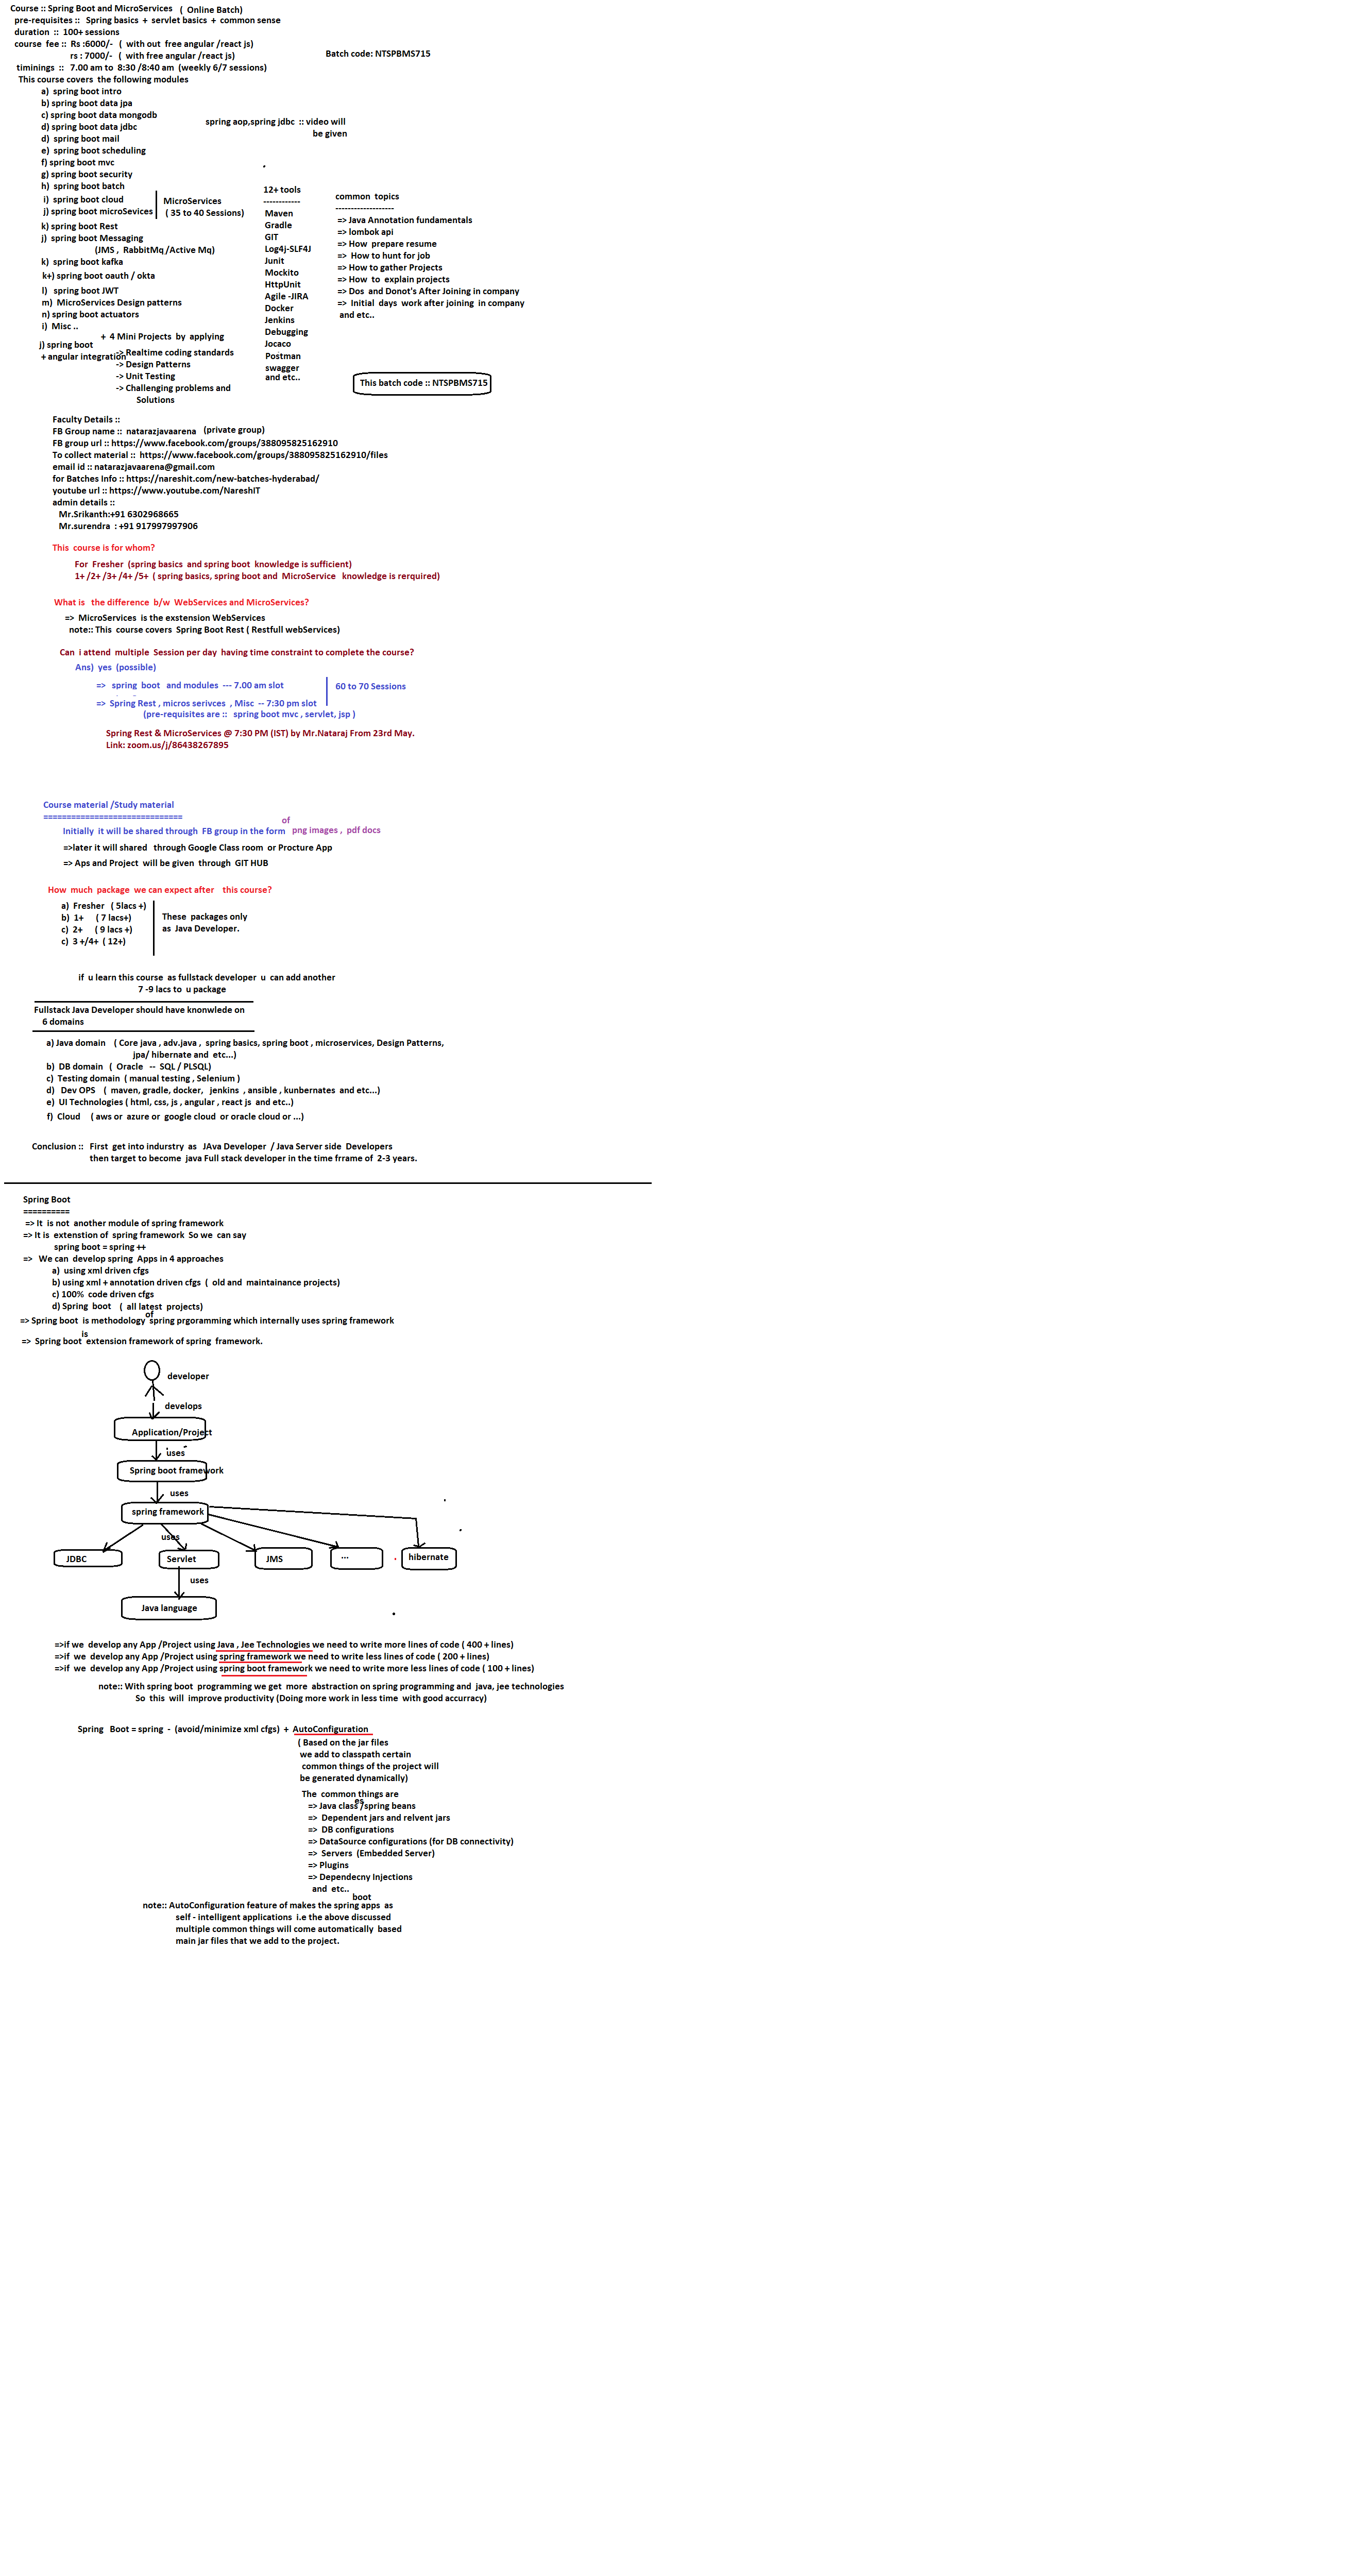 Course :: Spring Boot and MicroServices ( Online Batch)
pre-requisites :: Spring basics + servlet basics + common sense
duration :: 100+ sessions
course fee :: Rs :6000/- ( with out free angular /react js)
rs : 7000/- ( with free angular /react js)
Batch code: NTSPBMS715
timinings :: 7.00 am to 8:30 /8:40 am (weekly 6/7 sessions)
This course covers the following modules
a) spring boot intro
b) spring boot data jpa
c) spring boot data mongodb
d) spring boot data jdbc
spring aop,spring jdbc :: video will
be given
d) spring boot mail
e) spring boot scheduling
f) spring boot mvc
g) spring boot security
h) spring boot batch
i) spring boot cloud
j) spring boot microSevices
MicroServices
( 35 to 40 Sessions)
k) spring boot Rest
j) spring boot Messaging
(JMS , RabbitMq /Active Mq)
k) spring boot kafka
k+) spring boot oauth / okta
l) spring boot JWT
m) MicroServices Design patterns
n) spring boot actuators
i) Misc ..
j) spring boot
+ angular integration
+ 4 Mini Projects by applying
-> Realtime coding standards
-> Design Patterns
-> Unit Testing
-> Challenging problems and
Solutions
12+ tools
------------
Maven
Gradle
GIT
Log4j-SLF4J
Junit
Mockito
HttpUnit
Agile -JIRA
Docker
Jenkins
Debugging
Jocaco
Postman
swagger
and etc..
common topics
-------------------
=> Java Annotation fundamentals
=> lombok api
=> How prepare resume
=> How to hunt for job
=> How to gather Projects
=> How to explain projects
=> Dos and Donot's After Joining in company
=> Initial days work after joining in company
and etc..
This batch code :: NTSPBMS715
Faculty Details ::
FB Group name :: natarazjavaarena (private group)
FB group url :: https://www.facebook.com/groups/388095825162910
To collect material :: https://www.facebook.com/groups/388095825162910/files
email id :: natarazjavaarena@gmail.com
for Batches Info :: https://nareshit.com/new-batches-hyderabad/
youtube url :: https://www.youtube.com/NareshIT
admin details ::
Mr.Srikanth:+91 6302968665
Mr.surendra : +91 917997997906
This course is for whom?
For Fresher (spring basics and spring boot knowledge is sufficient)
1+ /2+ /3+ /4+ /5+ ( spring basics, spring boot and MicroService knowledge is rerquired)
What is the difference b/w WebServices and MicroServices?
=> MicroServices is the exstension WebServices
note:: This course covers Spring Boot Rest ( Restfull webServices)
Can i attend multiple Session per day having time constraint to complete the course?
Ans) yes (possible)
=> spring boot and modules --- 7.00 am slot
=> Spring Rest , micros serivces , Misc -- 7:30 pm slot
60 to 70 Sessions
(pre-requisites are :: spring boot mvc , servlet, jsp )
Spring Rest & MicroServices @ 7:30 PM (IST) by Mr.Nataraj From 23rd May.
Link: zoom.us/j/86438267895
Course material /Study material
==============================
Initially it will be shared through FB group in the form of png images , pdf docs
=>later it will shared through Google Class room or Procture App
=> Aps and Project will be given through GIT HUB
How much package we can expect after this course?
a) Fresher ( 5lacs +)
b) 1+ ( 7 lacs+)
c) 2+ ( 9 lacs +)
c) 3 +/4+ ( 12+)
These packages only
as Java Developer.
if u learn this course as fullstack developer u can add another
7 -9 lacs to u package
Fullstack Java Developer should have knonwlede on
6 domains
a) Java domain ( Core java , adv.java , spring basics, spring boot , microservices, Design Patterns,
jpa/ hibernate and etc...)
b) DB domain ( Oracle -- SQL / PLSQL)
c) Testing domain ( manual testing , Selenium )
d) Dev OPS ( maven, gradle, docker, jenkins , ansible , kunbernates and etc...)
e) UI Technologies ( html, css, js , angular , react js and etc..)
f) Cloud ( aws or azure or google cloud or oracle cloud or ...)
Conclusion :: First get into indurstry as JAva Developer / Java Server side Developers
then target to become java Full stack developer in the time frrame of 2-3 years.
Spring Boot
==========
=> It is not another module of spring framework
=> It is extenstion of spring framework So we can say
spring boot = spring ++
=> We can develop spring Apps in 4 approaches
a) using xml driven cfgs
b) using xml + annotation driven cfgs ( old and maintainance projects)
c) 100% code driven cfgs
d) Spring boot ( all latest projects)
=> Spring boot is methodology of spring prgoramming which internally uses spring framework
=> Spring boot is extension framework of spring framework.
developer
develops
Application/Project
uses
Spring boot framework
uses
spring framework
uses
JDBC
Servlet
JMS
...
hibernate
uses
Java language
=>if we develop any App /Project using Java , Jee Technologies we need to write more lines of code ( 400 + lines)
=>if we develop any App /Project using spring framework we need to write less lines of code ( 200 + lines)
=>if we develop any App /Project using spring boot framework we need to write more less lines of code ( 100 + lines)
note:: With spring boot programming we get more abstraction on spring programming and java, jee technologies
So this will improve productivity (Doing more work in less time with good accurracy)
Spring Boot = spring - (avoid/minimize xml cfgs) + AutoConfiguration
( Based on the jar files
we add to classpath certain
common things of the project will
be generated dynamically)
The common things are
=> Java classes /spring beans
=> Dependent jars and relvent jars
=> DB configurations
=> DataSource configurations (for DB connectivity)
=> Servers (Embedded Server)
=> Plugins
=> Dependecny Injections
and etc..
note:: AutoConfiguration feature of makes the spring boot apps as
self - intelligent applications i.e the above discussed
multiple common things will come automatically based
main jar files that we add to the project.